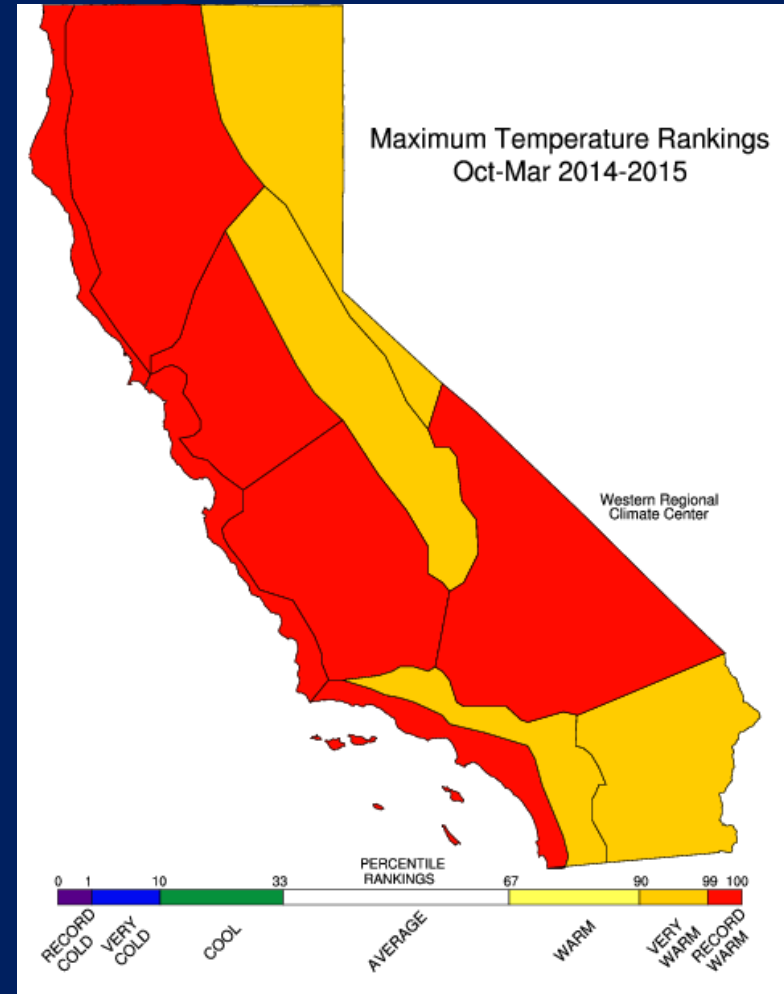 Maximum Temperature Rankings
Oct-Mar 2014-2015
Western Regional
Climate Center
PERCENTILE
RANKINGS
0 1 10 33 67 90 99 100
RECORD
COLD
VERY
COLD
COOL
AVERAGE
WARM
VERY
WARM
RECORD
WARM